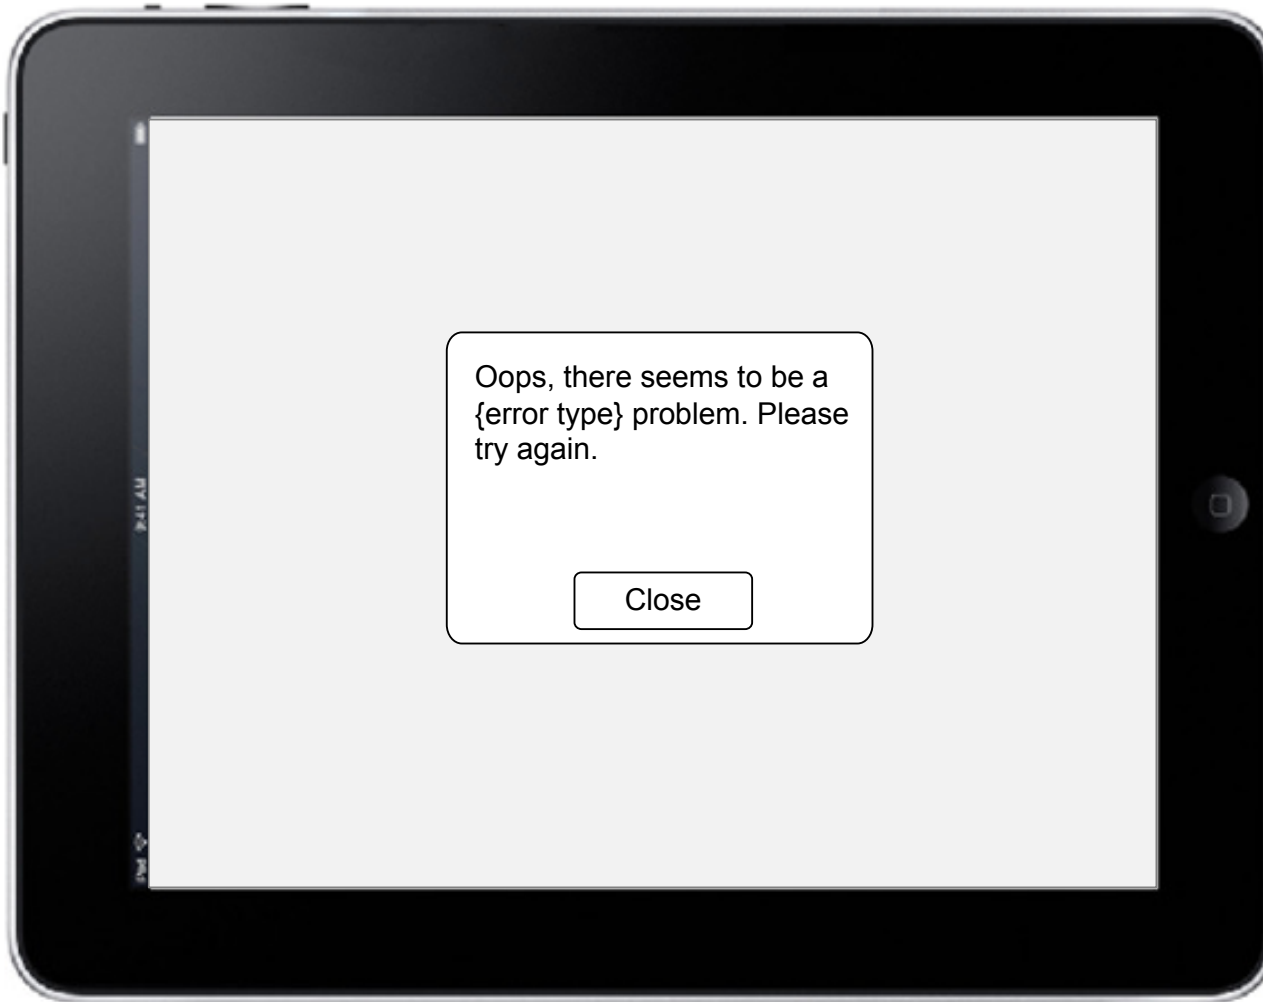 Oops, there seems to be a
{error type} problem. Please
try again.
Close